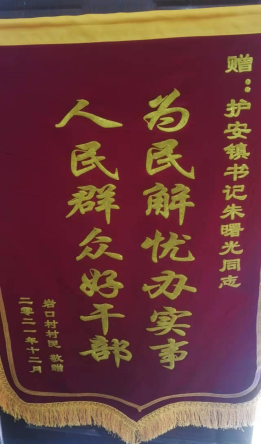 赠：护安镇书记朱曙光同志
为民解忧办实事
人民群众好干部
岩口村村民 敬赠
二零二一年十二月